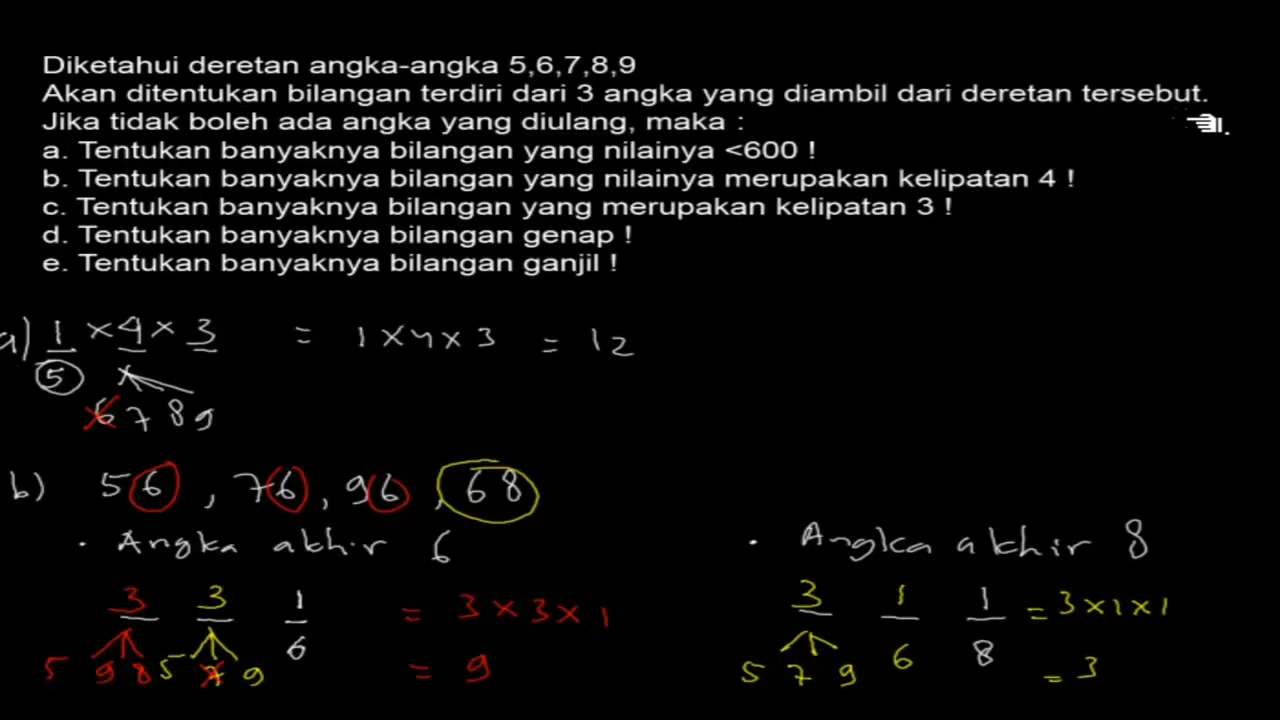 Diketahui deretan angka-angka 5,6,7,8,9
Akan ditentukan bilangan terdiri dari 3 angka yang diambil dari deretan tersebut.
Jika tidak boleh ada angka yang diulang, maka :
a. Tentukan banyaknya bilangan yang nilainya <600 !
b. Tentukan banyaknya bilangan yang nilainya merupakan kelipatan 4 !
c. Tentukan banyaknya bilangan yang merupakan kelipatan 3 !
d. Tentukan banyaknya bilangan genap !
e. Tentukan banyaknya bilangan ganjil !
a) 1 × 4 × 3 = 1 × 4 × 3 = 12
5
6 7 8 9
b) 56 , 76 , 96 , 68
· Angka akhir 6
3 3 1 = 3 × 3 × 1
6
5 9 8 5 7 9 = 9
· Angka akhir 8
3 1 1 = 3 × 1 × 1
5 7 9 6 8 = 3